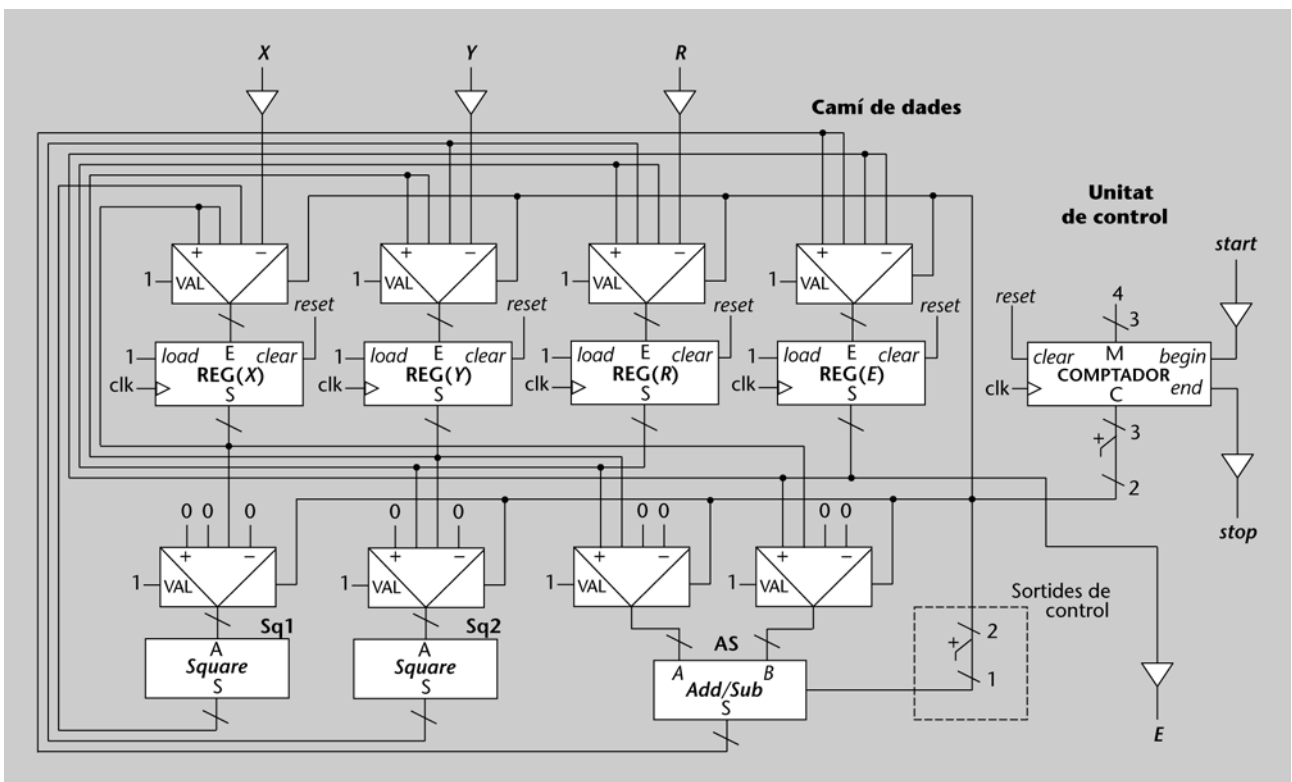 X Y R
Camí de dades
Unitat
de control
start
+ − + − + − + −
1 VAL 1 VAL 1 VAL 1 VAL
reset reset reset reset reset 4
3
1 load E clear 1 load E clear 1 load E clear 1 load E clear clear M begin
REG(X) REG(Y) REG(R) REG(E) COMPTADOR
clk S clk S clk S clk S clk C end
+ 3
2
0 0 0 0 0 0 0 0 0
stop
+ − + − + − + −
1 VAL 1 VAL 1 VAL 1 VAL
Sortides de
control
Sq1 Sq2 AS + 2
A A A B
Square Square Add/Sub 1
S S S
E